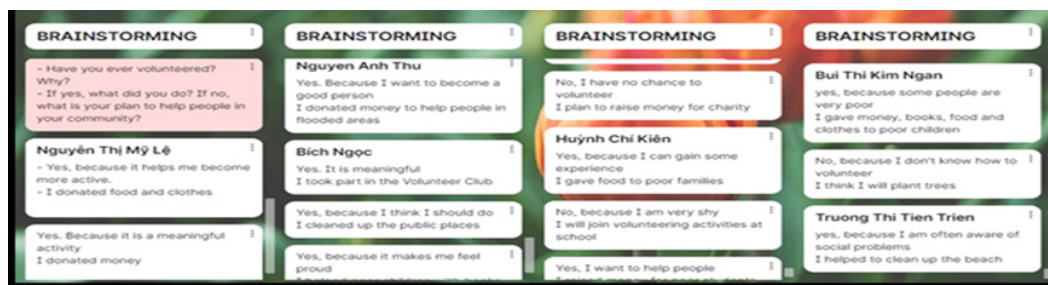 BRAINSTORMING
- Have you ever volunteered?
Why?
- If yes, what did you do? If no,
what is your plan to help people in
your community?
Nguyễn Thị Mỹ Lệ
- Yes, because it helps me become
more active.
- I donated food and clothes
Yes. Because it is a meaningful
activity
I donated money
BRAINSTORMING
Nguyen Anh Thu
Yes. Because I want to become a
good person
I donated money to help people in
flooded areas
Bích Ngọc
Yes. It is meaningful
I took part in the Volunteer Club
Yes, because I think I should do
I cleaned up the public places
Yes, because it makes me feel
proud
BRAINSTORMING
No, I have no chance to
volunteer
I plan to raise money for charity
Huỳnh Chí Kiên
Yes, because I can gain some
experience
I gave food to poor families
No, because I am very shy
I will join volunteering activities at
school
Yes, I want to help people
BRAINSTORMING
Bui Thi Kim Ngan
yes, because some people are
very poor
I gave money, books, food and
clothes to poor children
No, because I don't know how to
volunteer
I think I will plant trees
Truong Thi Tien Trien
yes, because I am often aware of
social problems
I helped to clean up the beach